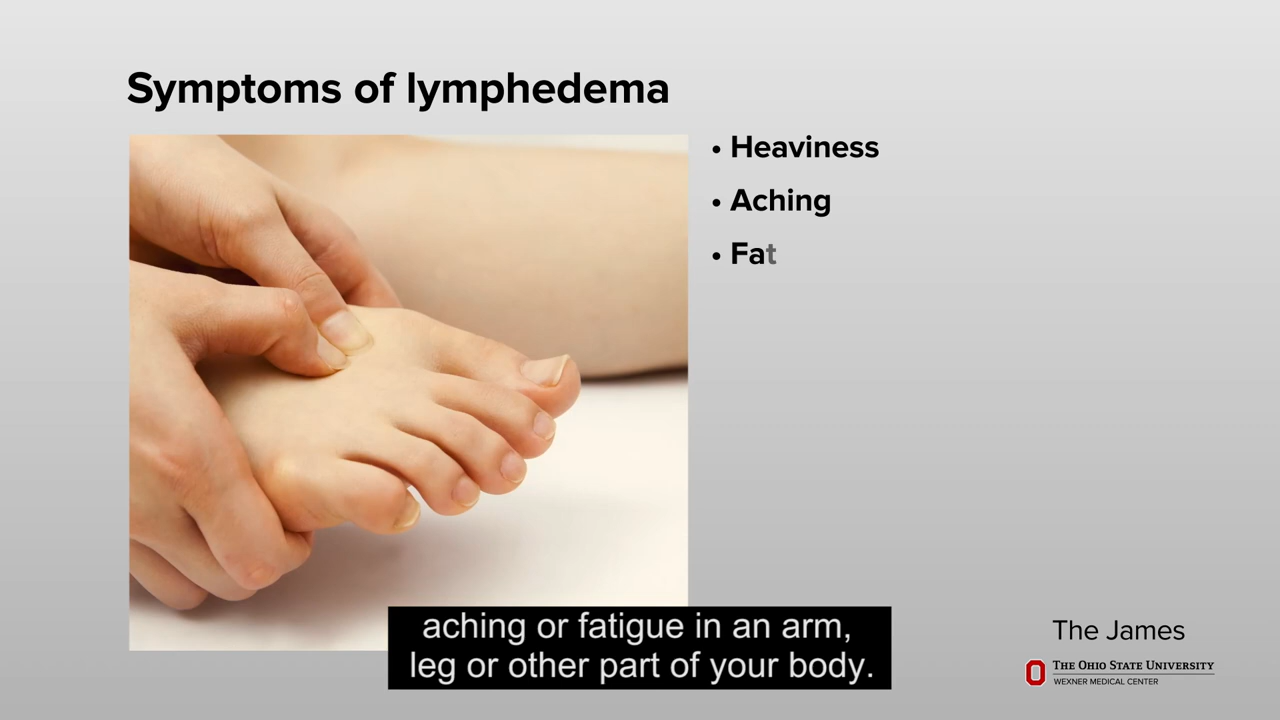 Symptoms of lymphedema
• Heaviness
• Aching
• Fat
aching or fatigue in an arm,
leg or other part of your body.
The James
THE OHIO STATE UNIVERSITY
WEXNER MEDICAL CENTER